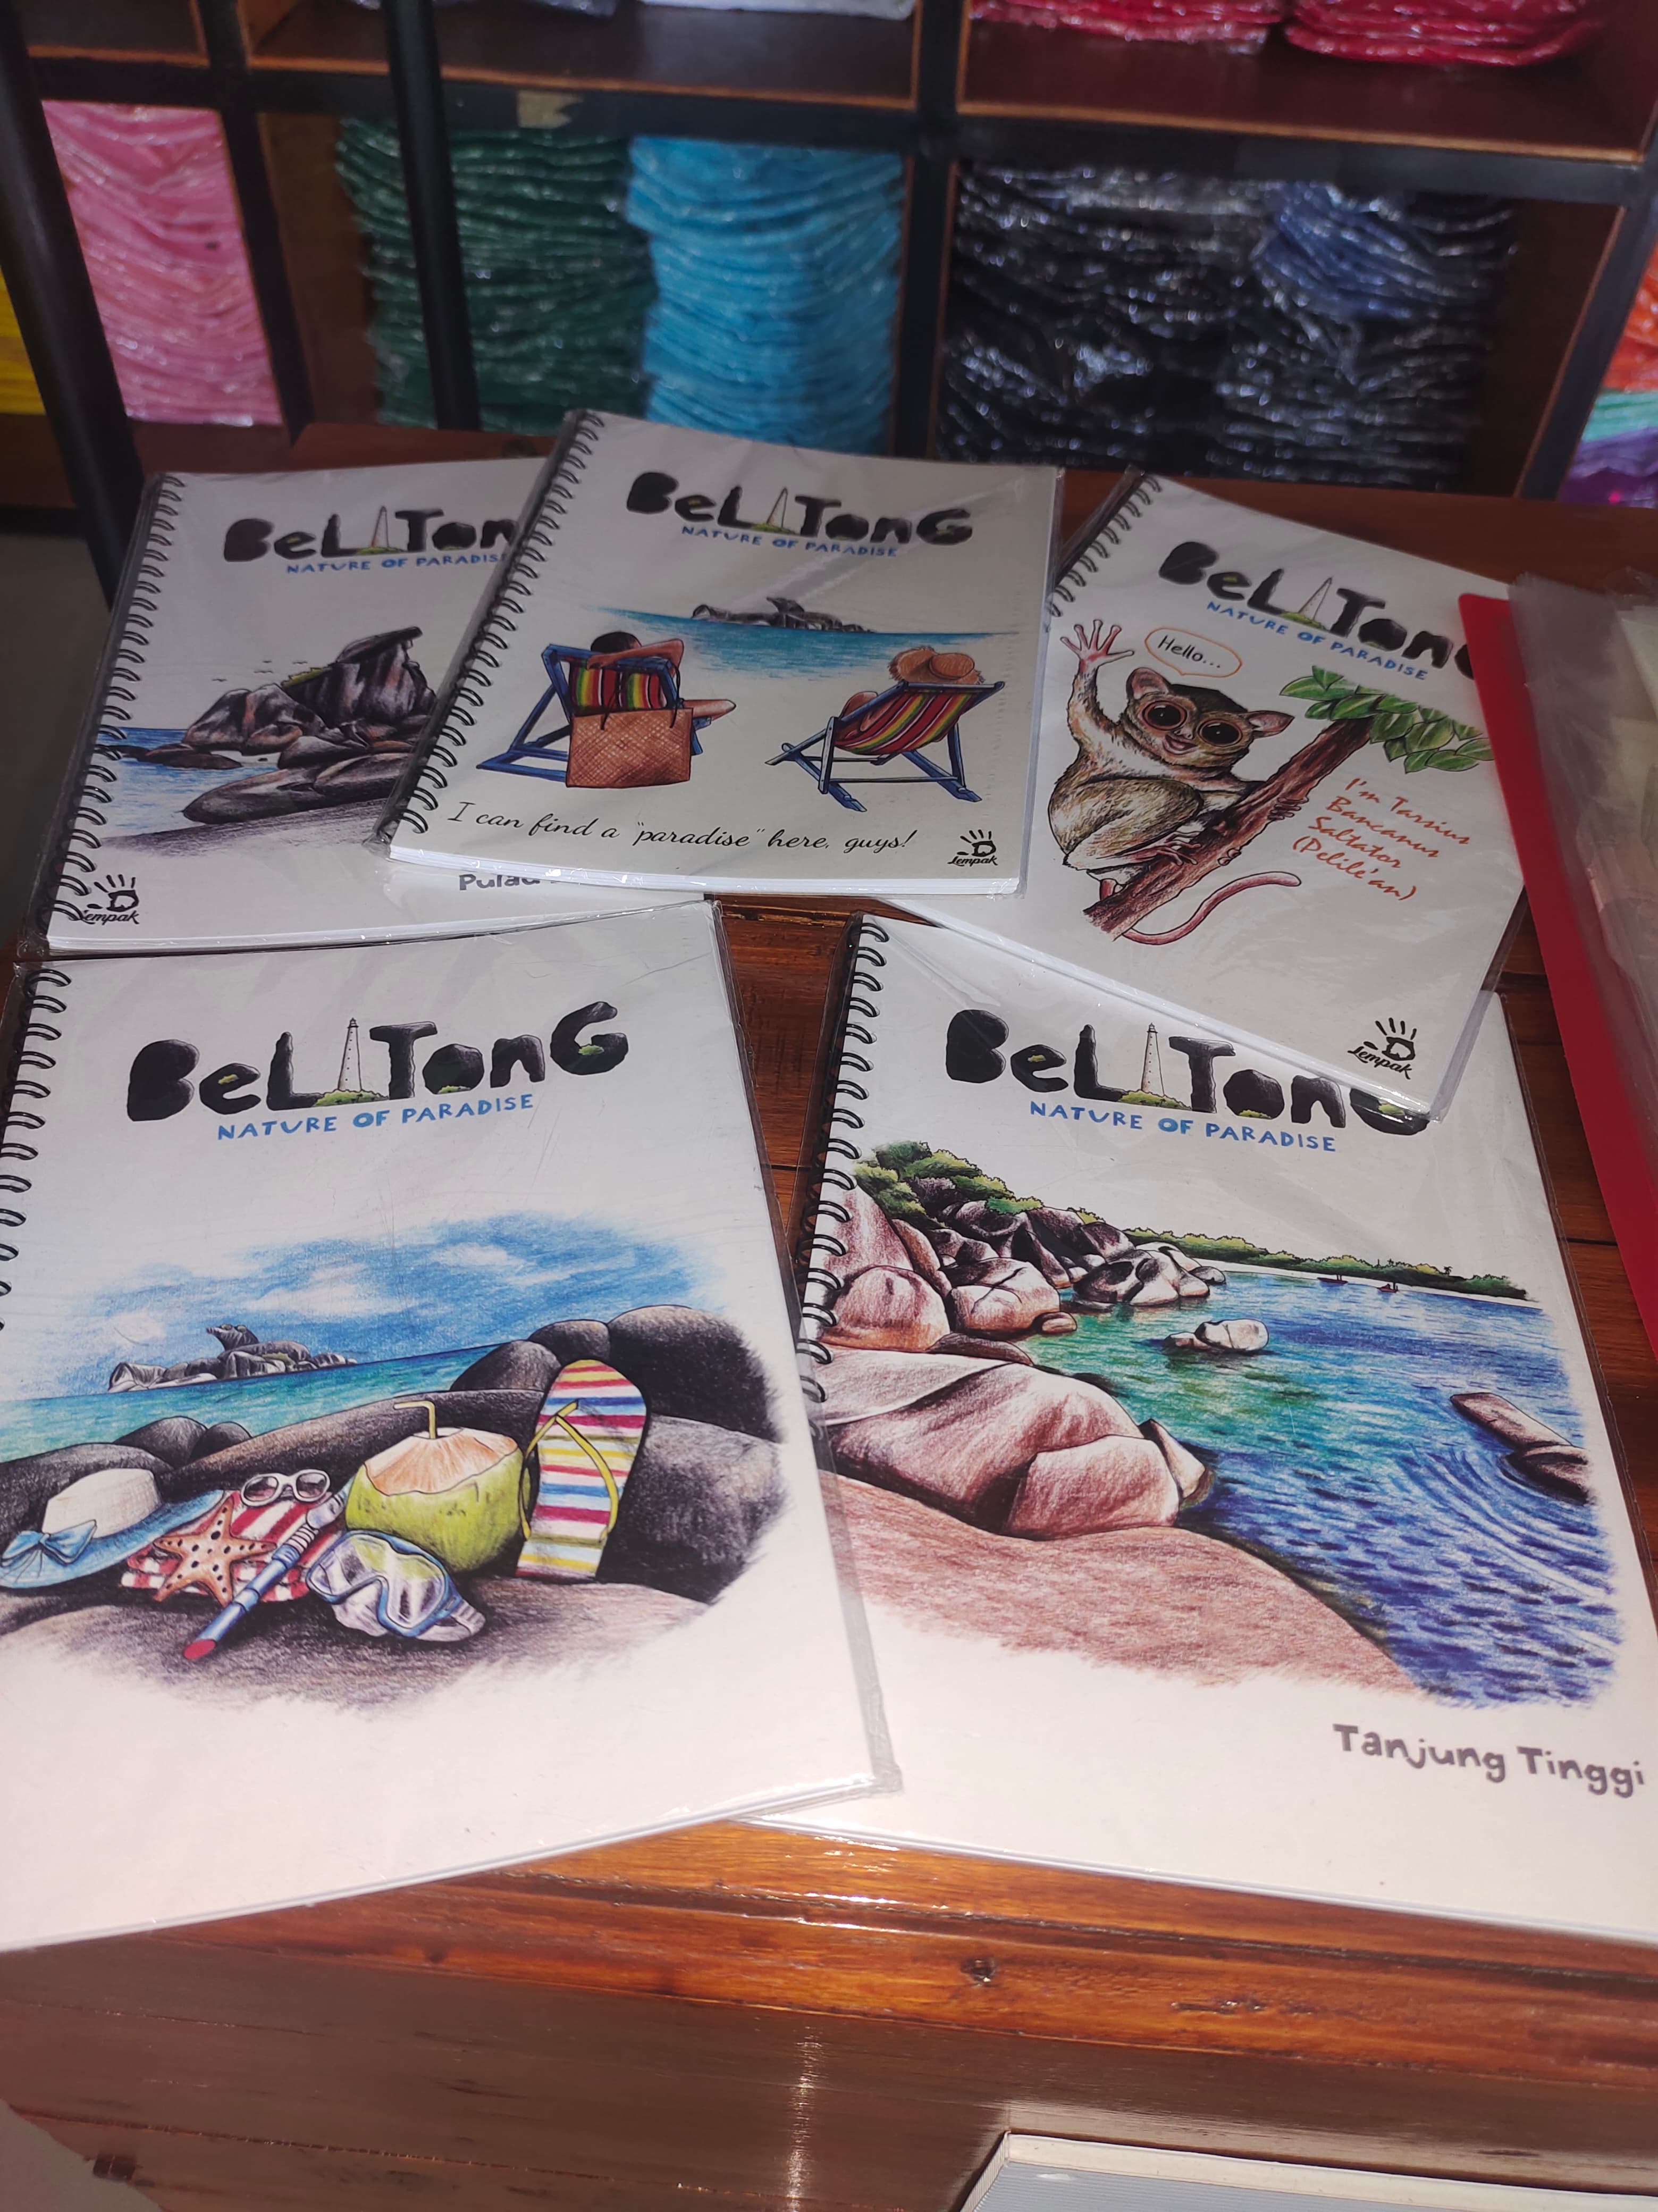 BeLiTonG
NATURE OF PARADISE
Pulau
Lempak
BeLiTonG
NATURE OF PARADISE
I can find a "paradise" here, guys!
Lempak
BeLiTonG
NATURE OF PARADISE
Hello...
I'm Tarsius
Bancanus
Saltator
(Pelile'an)
Lempak
BeLiTonG
NATURE OF PARADISE
BeLiTonG
NATURE OF PARADISE
Tanjung Tinggi